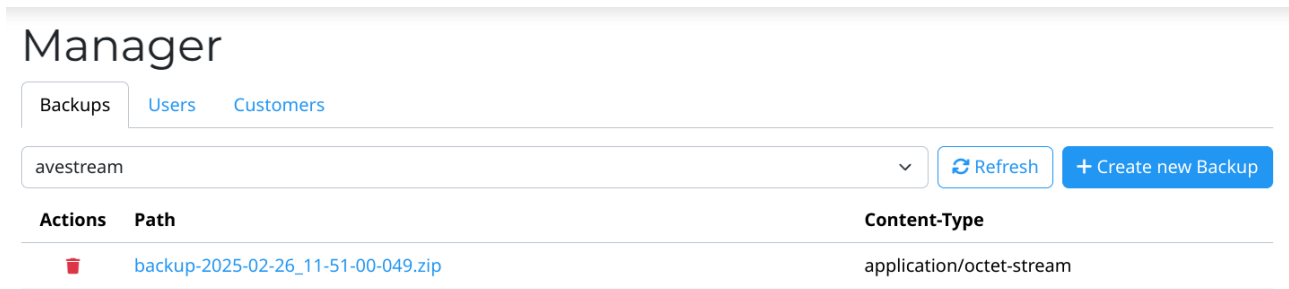 Manager
Backups Users Customers
avestream Refresh + Create new Backup
Actions Path Content-Type
backup-2025-02-26_11-51-00-049.zip application/octet-stream